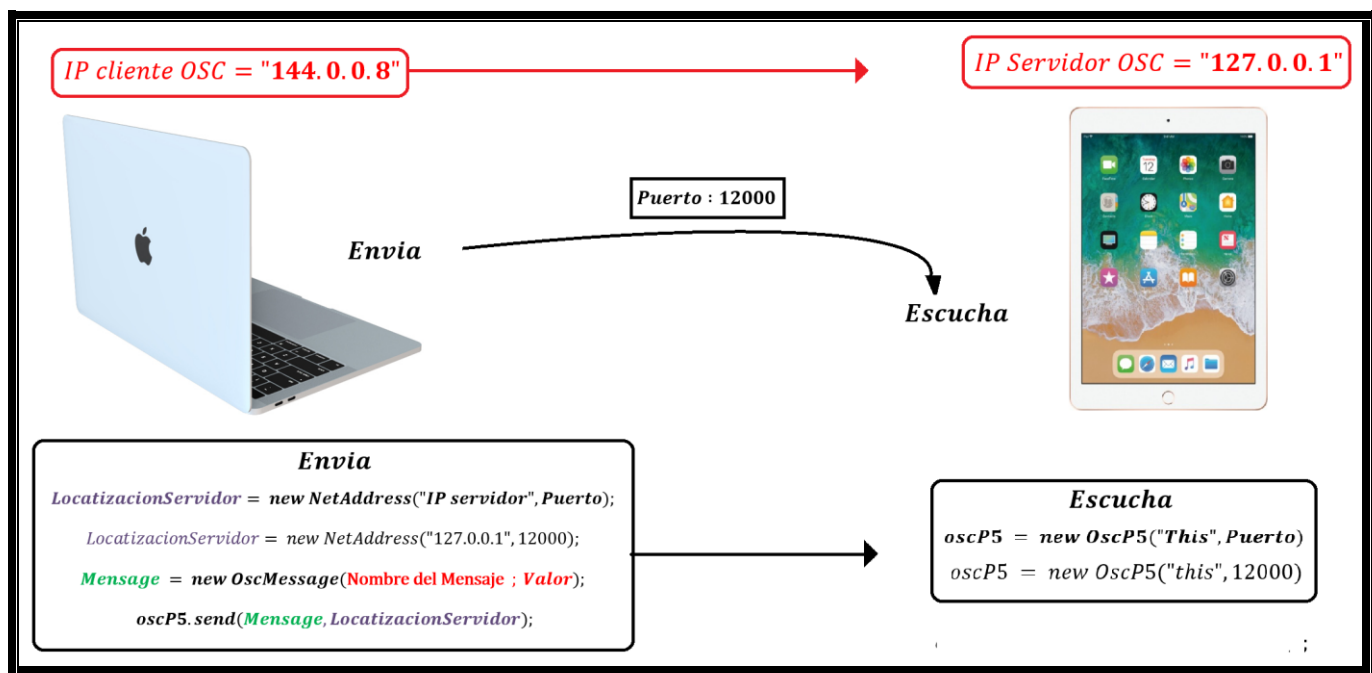 IP cliente OSC = "144.0.0.8"
IP Servidor OSC = "127.0.0.1"
Puerto : 12000
Envia
Escucha
Envia
LocatizacionServidor = new NetAddress("IP servidor", Puerto);
LocatizacionServidor = new NetAddress("127.0.0.1", 12000);
Mensage = new OscMessage(Nombre del Mensaje ; Valor);
oscP5.send(Mensage, LocatizacionServidor);
Escucha
oscP5 = new OscP5("This", Puerto)
oscP5 = new OscP5("this", 12000)
;